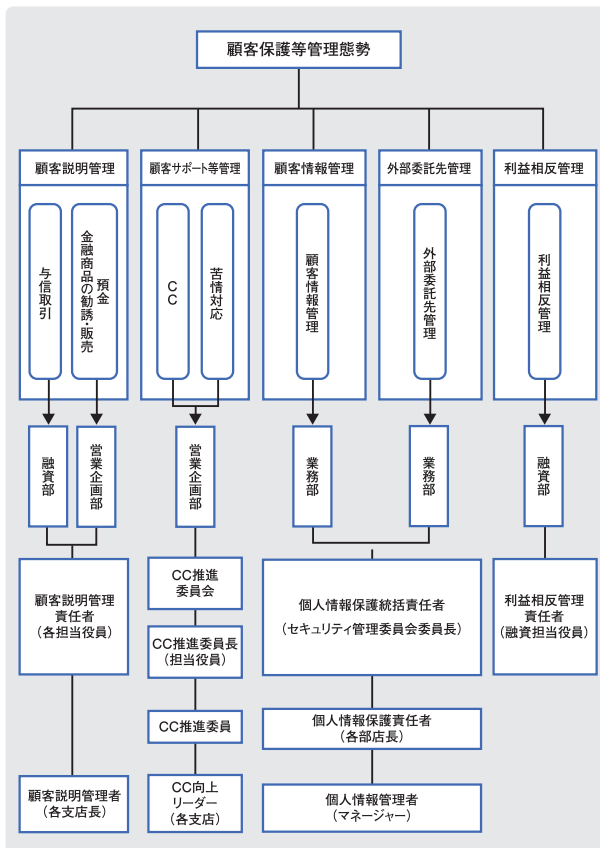 顧客保護等管理態勢
顧客説明管理
顧客サポート等管理
顧客情報管理
外部委託先管理
利益相反管理
与信取引
預金
金融商品の勧誘・販売
CC
苦情対応
顧客情報管理
外部委託先管理
利益相反管理
融資部
営業企画部
営業企画部
業務部
業務部
融資部
顧客説明管理
責任者
(各担当役員)
顧客説明管理者
(各支店長)
CC推進
委員会
CC推進委員長
(担当役員)
CC推進委員
CC向上
リーダー
(各支店)
個人情報保護統括責任者
(セキュリティ管理委員会委員長)
個人情報保護責任者
(各部店長)
個人情報管理者
(マネージャー)
利益相反管理
責任者
(融資担当役員)